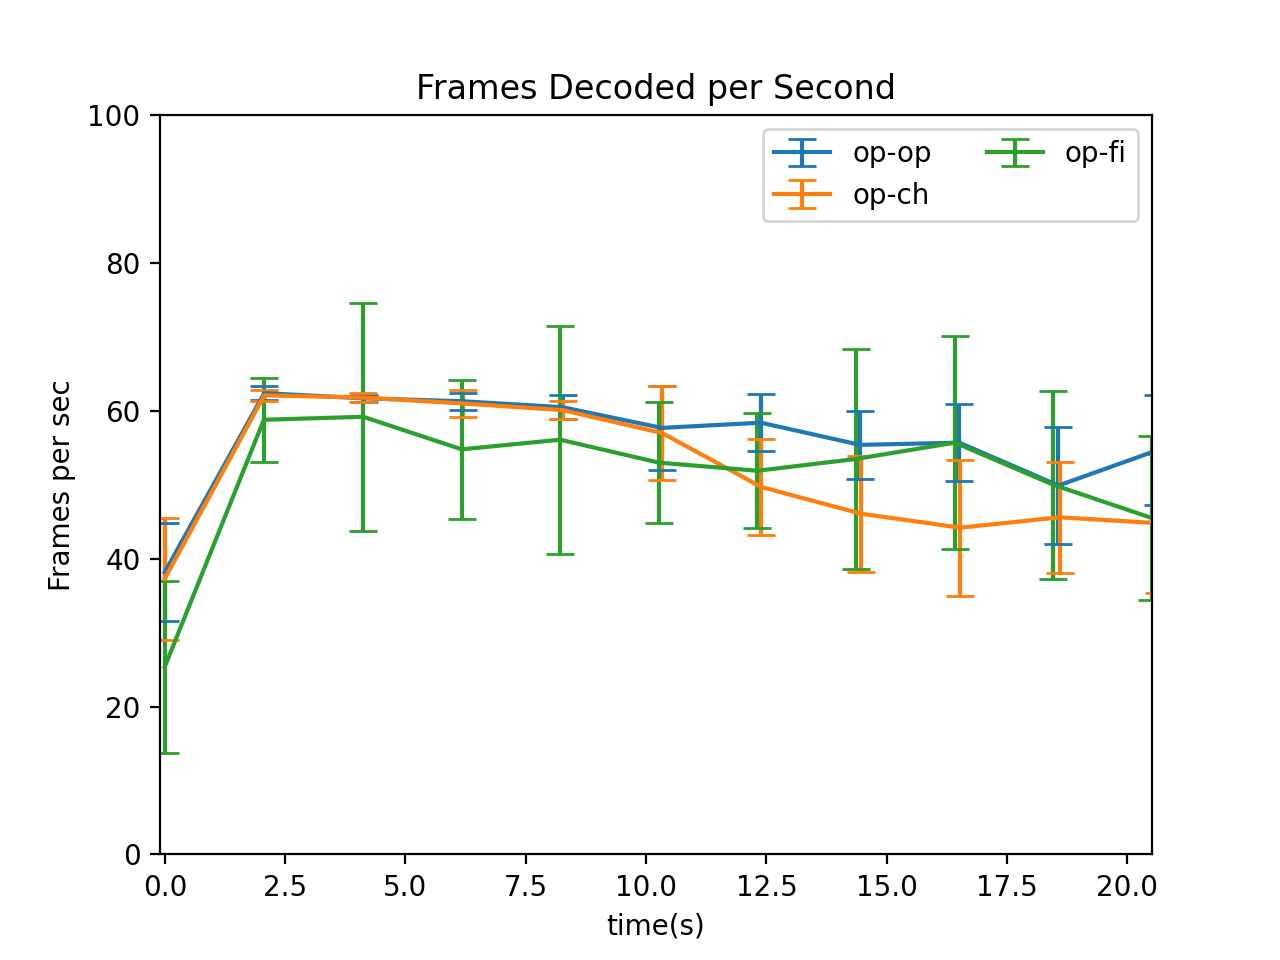 Frames Decoded per Second
100
80
60
40
20
0
Frames per sec
op-op
op-ch
op-fi
0.0 2.5 5.0 7.5 10.0 12.5 15.0 17.5 20.0
time(s)